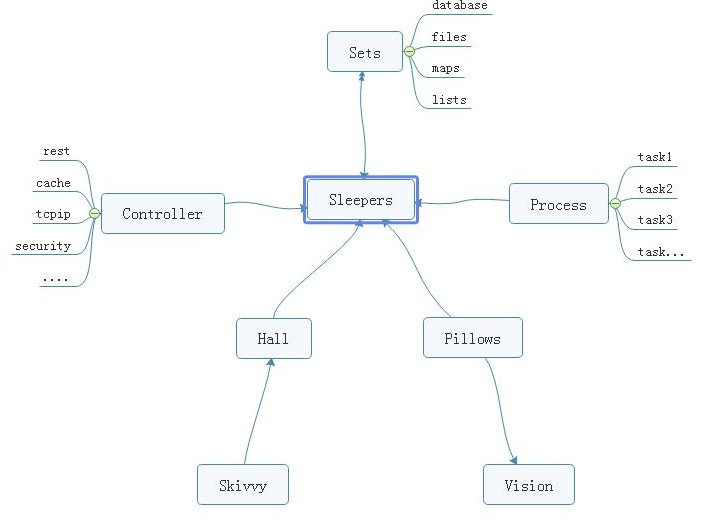 database
files
maps
lists
Sets
rest
cache
tcpip
security
....
Controller
Sleepers
Process
task1
task2
task3
task...
Hall
Pillows
Skivvy
Vision